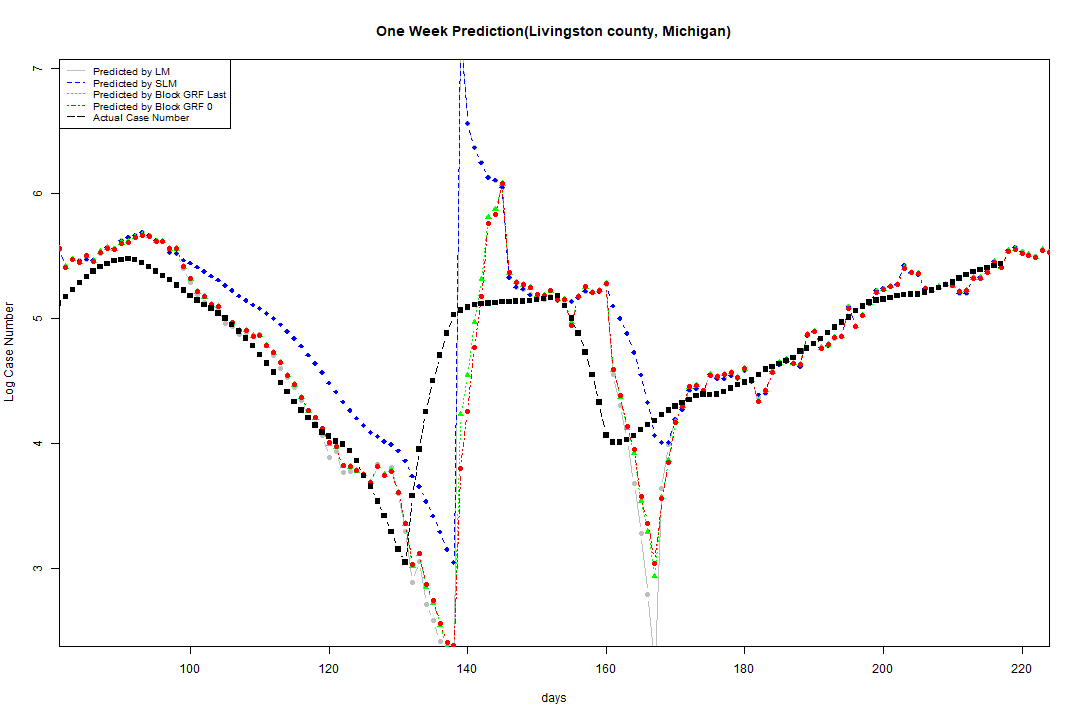 One Week Prediction(Livingston county, Michigan)
Predicted by LM
Predicted by SLM
Predicted by Block GRF Last
Predicted by Block GRF 0
Actual Case Number
7
6
5
4
3
Log Case Number
100 120 140 160 180 200 220
days